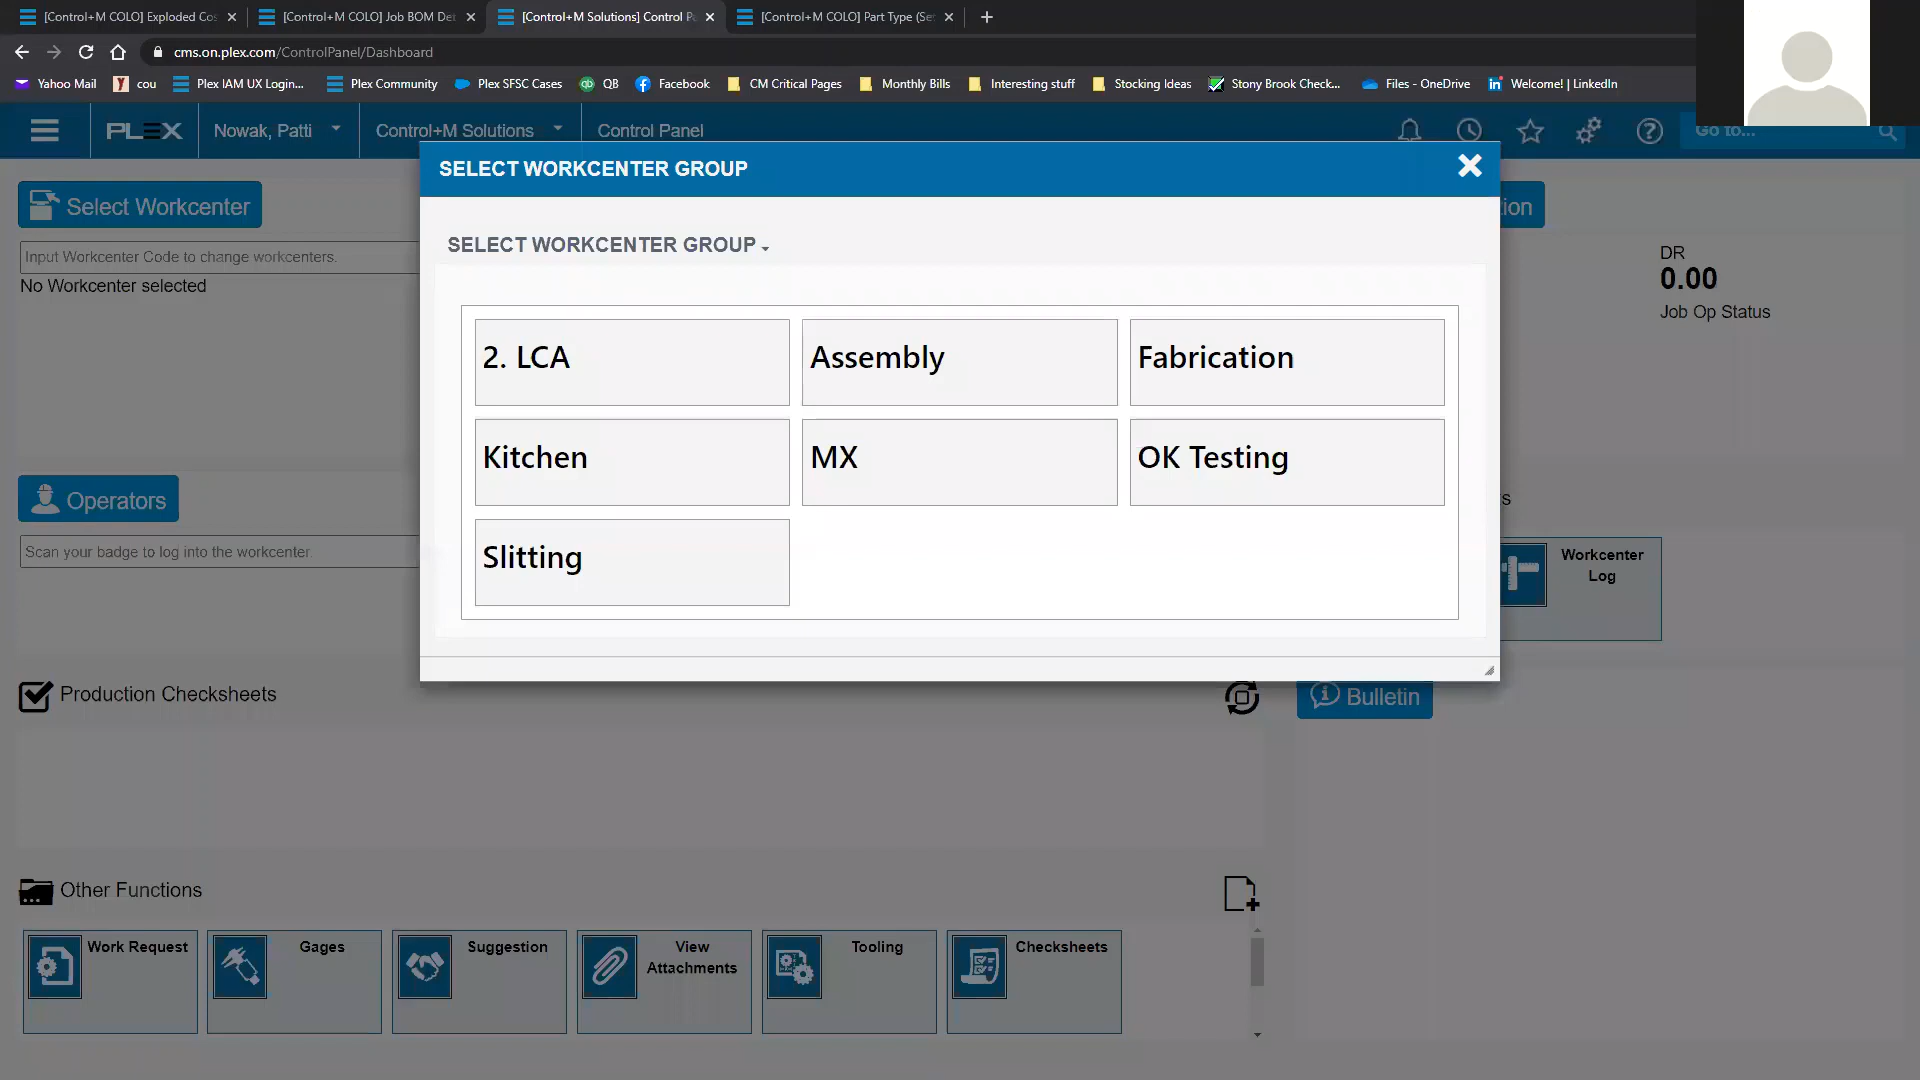 [Control+M COLO] Exploded Cos
[Control+M COLO] Job BOM Det
[Control+M Solutions] Control P
[Control+M COLO] Part Type (Set
cms.on.plex.com/ControlPanel/Dashboard
Yahoo Mail
cou
Plex IAM UX Login...
Plex Community
Plex SFSC Cases
QB
Facebook
CM Critical Pages
Monthly Bills
Interesting stuff
Stocking Ideas
Stony Brook Check...
Files - OneDrive
Welcome! | LinkedIn
PLEX
Nowak, Patti
Control+M Solutions
Control Panel
Go to...
SELECT WORKCENTER GROUP
Select Workcenter
Input Workcenter Code to change workcenters.
No Workcenter selected
SELECT WORKCENTER GROUP
2. LCA
Assembly
Fabrication
Kitchen
MX
OK Testing
Slitting
tion
DR
0.00
Job Op Status
Operators
Scan your badge to log into the workcenter.
s
Workcenter
Log
Production Checksheets
Bulletin
Other Functions
Work Request
Gages
Suggestion
View
Attachments
Tooling
Checksheets